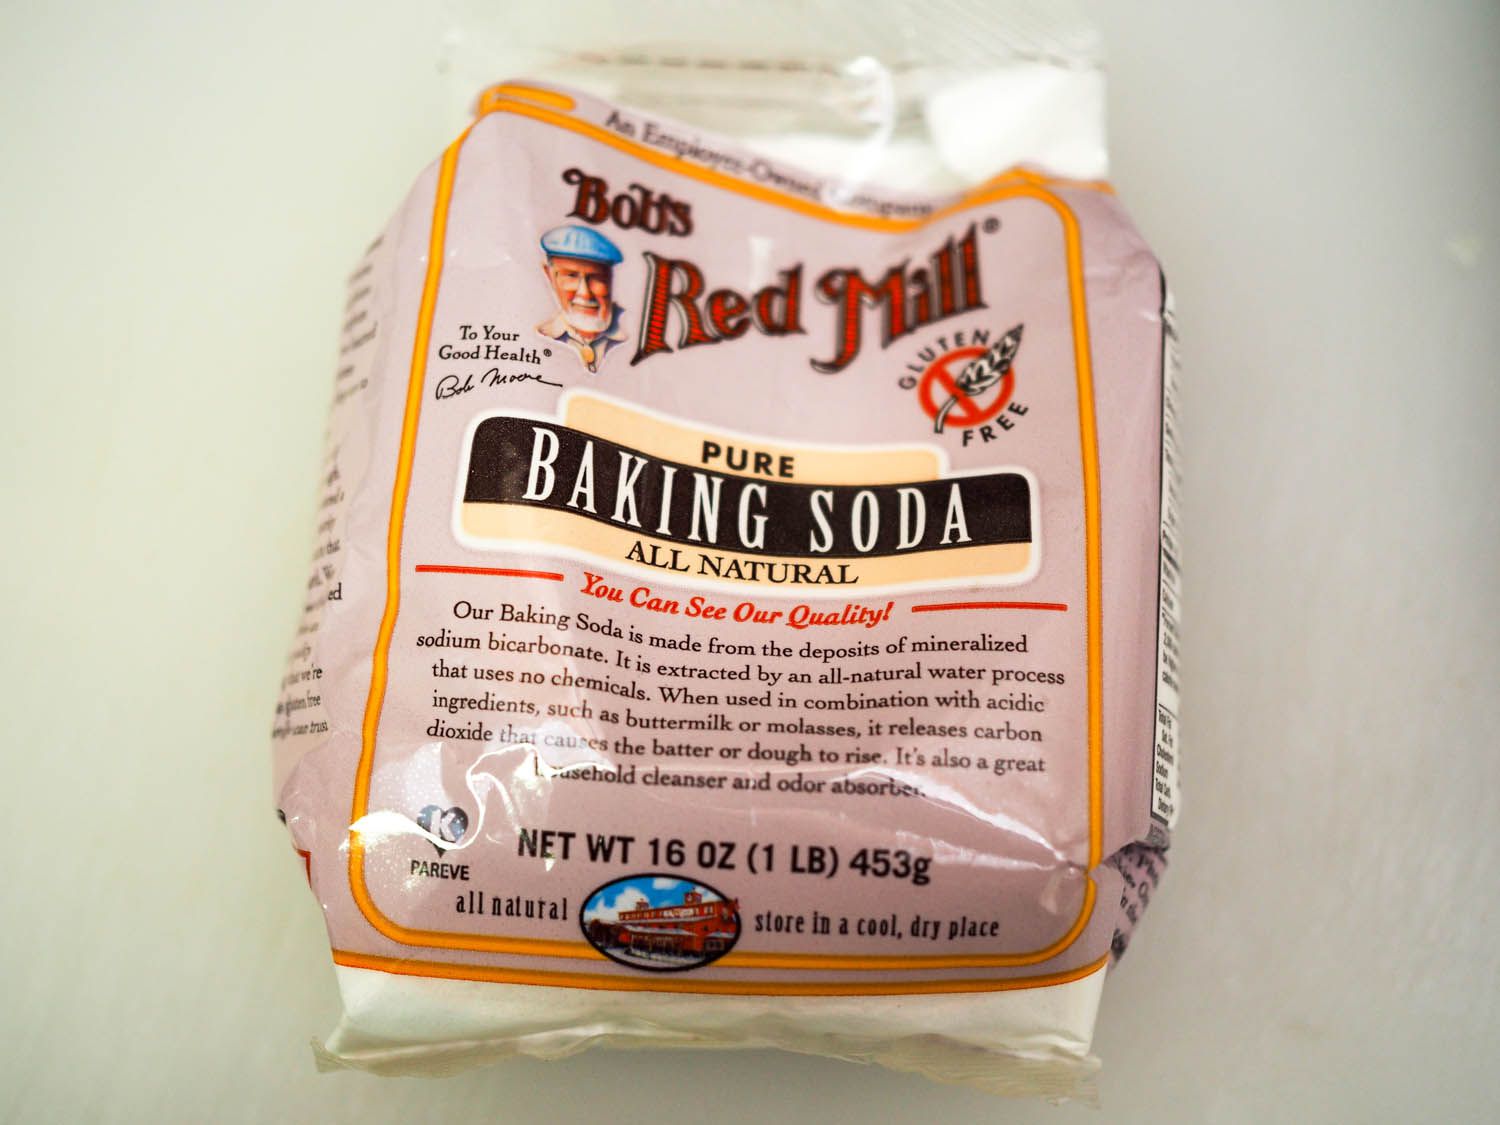 An Employee-Owned Company
Bob's
Red Mill®
To Your
Good Health®
Bob Moore
GLUTEN
FREE
PURE
BAKING SODA
ALL NATURAL
You Can See Our Quality!
Our Baking Soda is made from the deposits of mineralized
sodium bicarbonate. It is extracted by an all-natural water process
that uses no chemicals. When used in combination with acidic
ingredients, such as buttermilk or molasses, it releases carbon
dioxide that causes the batter or dough to rise. It's also a great
household cleanser and odor absorber.
K
PAREVE
NET WT 16 OZ (1 LB) 453g
all natural
store in a cool, dry place